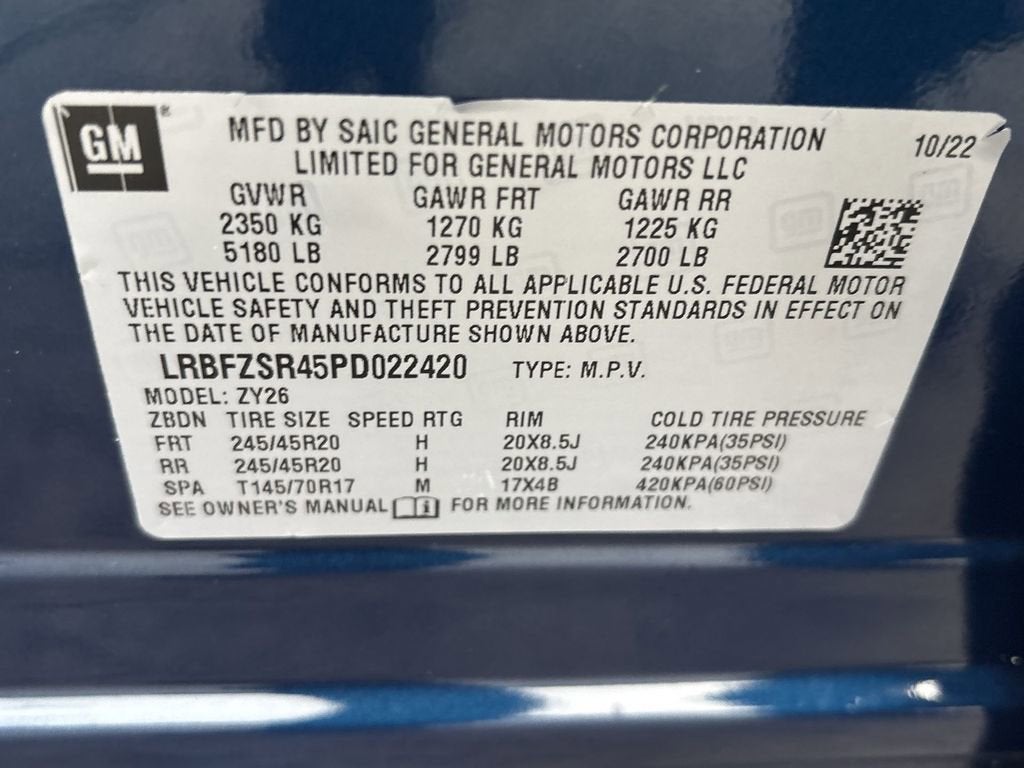 GM ®
MFD BY SAIC GENERAL MOTORS CORPORATION
LIMITED FOR GENERAL MOTORS LLC
10/22
GVWR GAWR FRT GAWR RR
2350 KG 1270 KG 1225 KG
5180 LB 2799 LB 2700 LB
THIS VEHICLE CONFORMS TO ALL APPLICABLE U.S. FEDERAL MOTOR
VEHICLE SAFETY AND THEFT PREVENTION STANDARDS IN EFFECT ON
THE DATE OF MANUFACTURE SHOWN ABOVE.
LRBFZSR45PD022420 TYPE: M.P.V.
MODEL: ZY26
ZBDN TIRE SIZE SPEED RTG RIM COLD TIRE PRESSURE
FRT 245/45R20 H 20X8.5J 240KPA(35PSI)
RR 245/45R20 H 20X8.5J 240KPA(35PSI)
SPA T145/70R17 M 17X4B 420KPA(60PSI)
SEE OWNER'S MANUAL FOR MORE INFORMATION.